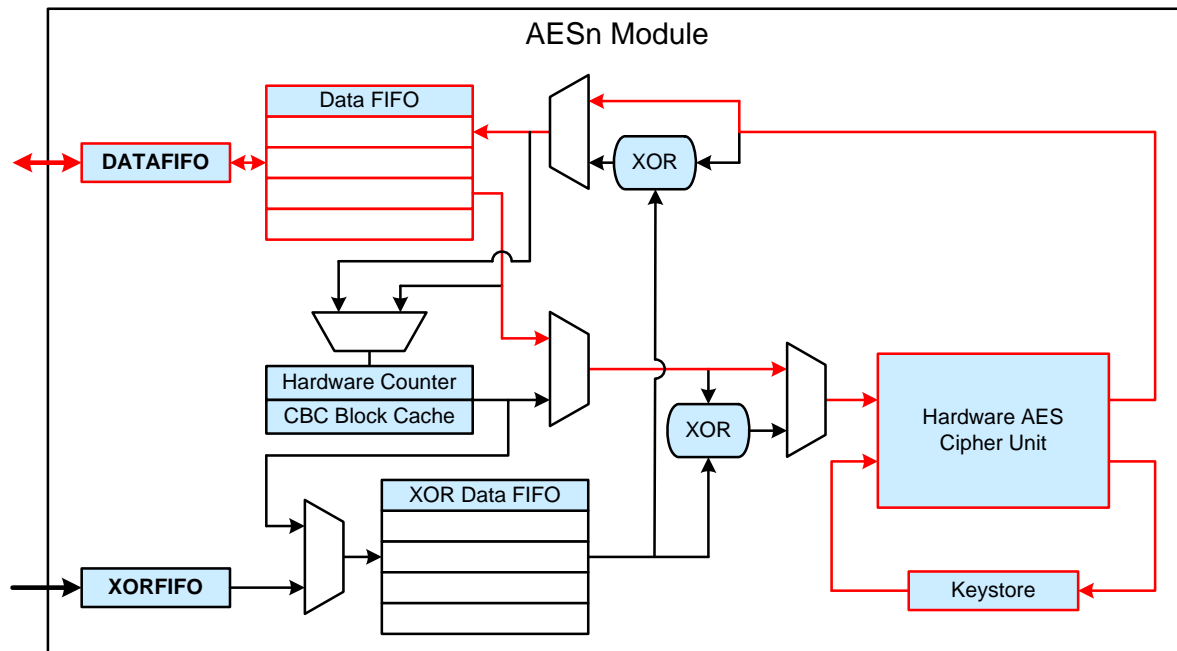 AESn Module
Data FIFO
DATAFIFO
XOR
Hardware Counter
CBC Block Cache
XOR
Hardware AES
Cipher Unit
XOR Data FIFO
XORFIFO
Keystore